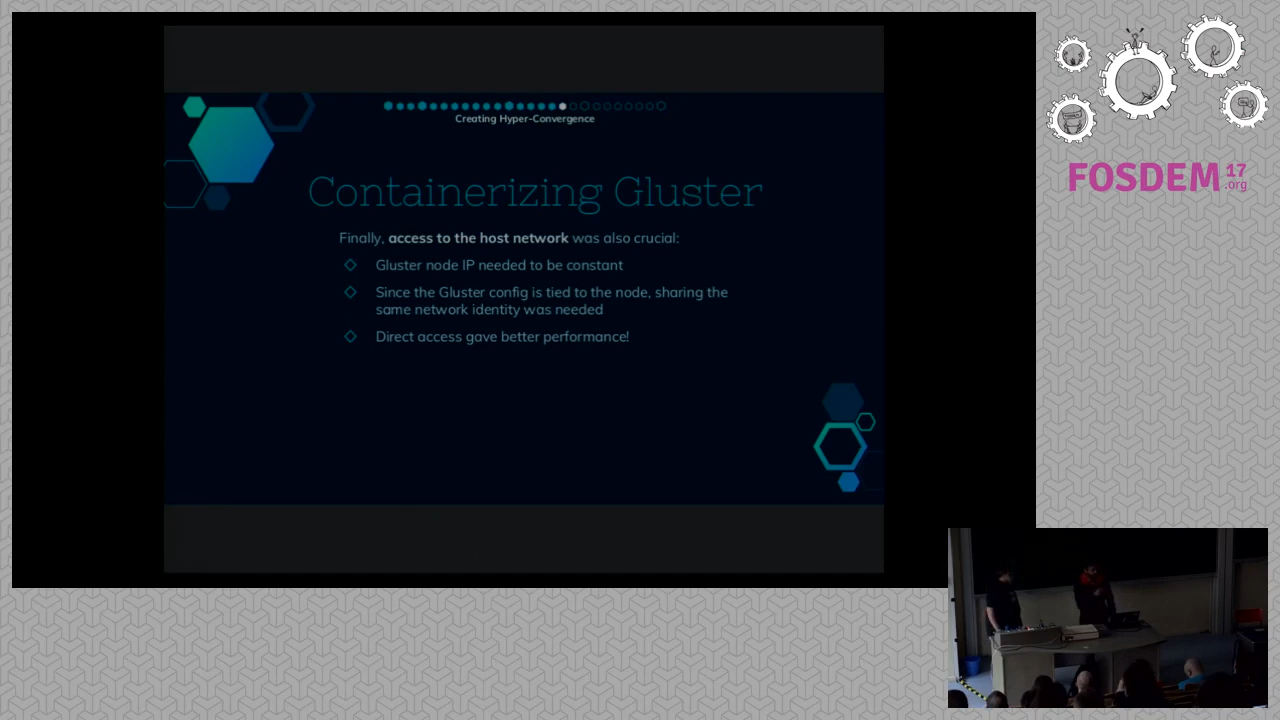 Creating Hyper-Convergence
Containerizing Gluster
Finally, access to the host network was also crucial:
Gluster node IP needed to be constant
Since the Gluster config is tied to the node, sharing the
same network identity was needed
Direct access gave better performance!
FOSDEM 17
.org